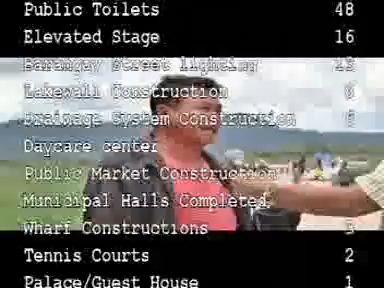 Public Toilets 48
Elevated Stage 16
Barangay Street lighting 15
Lakewall Construction 6
Drainage System Construction 6
Daycare center
Public Market Construction
Municipal Halls Completed
Wharf Constructions 3
Tennis Courts 2
Palace/Guest House 1